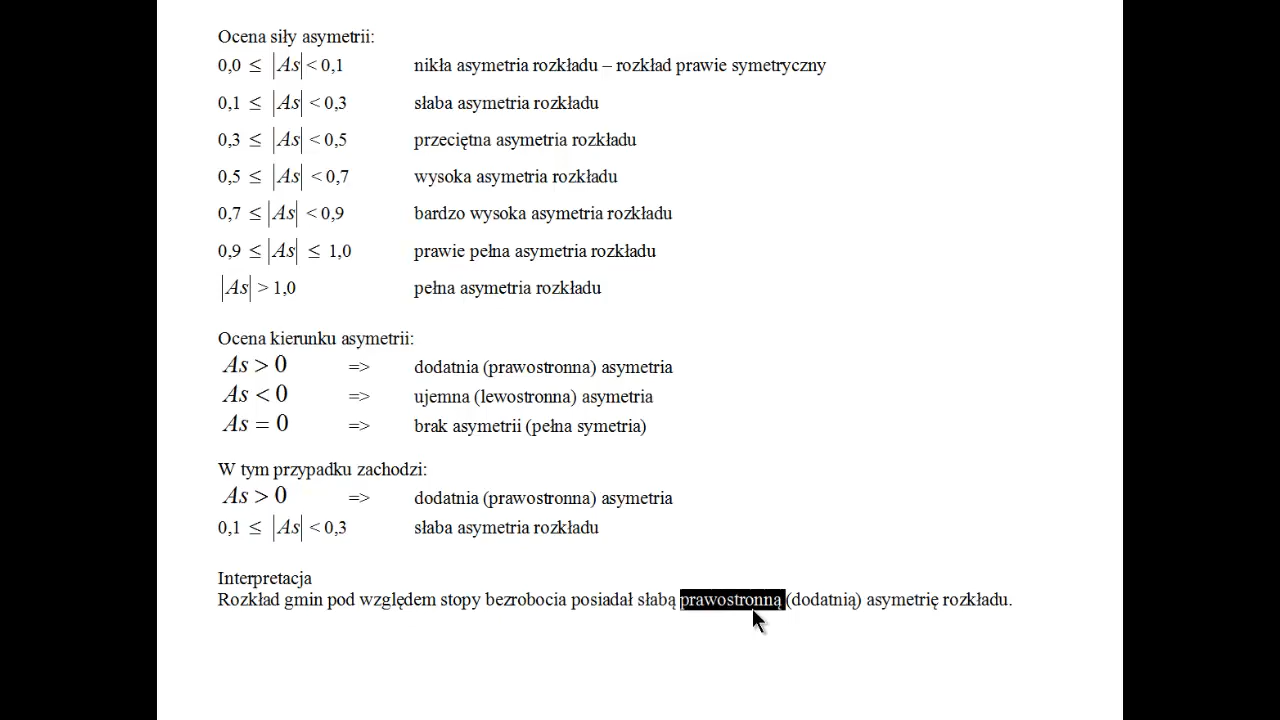 Ocena siły asymetrii:
0,0 ≤ |As| < 0,1 nikła asymetria rozkładu – rozkład prawie symetryczny
0,1 ≤ |As| < 0,3 słaba asymetria rozkładu
0,3 ≤ |As| < 0,5 przeciętna asymetria rozkładu
0,5 ≤ |As| < 0,7 wysoka asymetria rozkładu
0,7 ≤ |As| < 0,9 bardzo wysoka asymetria rozkładu
0,9 ≤ |As| ≤ 1,0 prawie pełna asymetria rozkładu
|As| > 1,0 pełna asymetria rozkładu
Ocena kierunku asymetrii:
As > 0 => dodatnia (prawostronna) asymetria
As < 0 => ujemna (lewostronna) asymetria
As = 0 => brak asymetrii (pełna symetria)
W tym przypadku zachodzi:
As > 0 => dodatnia (prawostronna) asymetria
0,1 ≤ |As| < 0,3 słaba asymetria rozkładu
Interpretacja
Rozkład gmin pod względem stopy bezrobocia posiadał słabą prawostronną (dodatnią) asymetrię rozkładu.